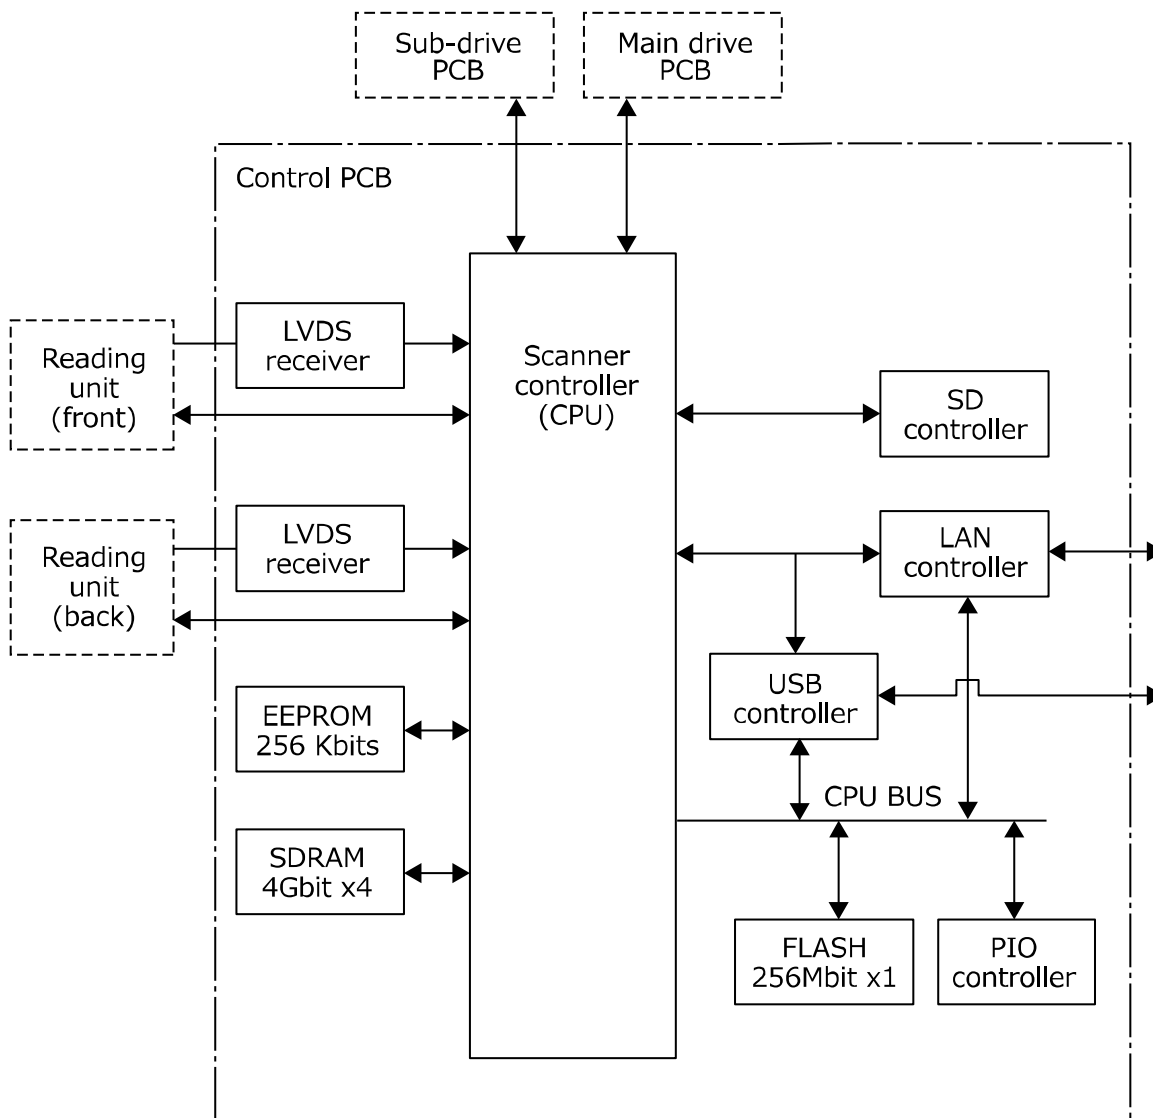 Sub-drive
PCB
Main drive
PCB
Control PCB
LVDS
receiver
Reading
unit
(front)
Scanner
controller
(CPU)
SD
controller
LVDS
receiver
Reading
unit
(back)
LAN
controller
USB
controller
EEPROM
256 Kbits
CPU BUS
SDRAM
4Gbit x4
FLASH
256Mbit x1
PIO
controller